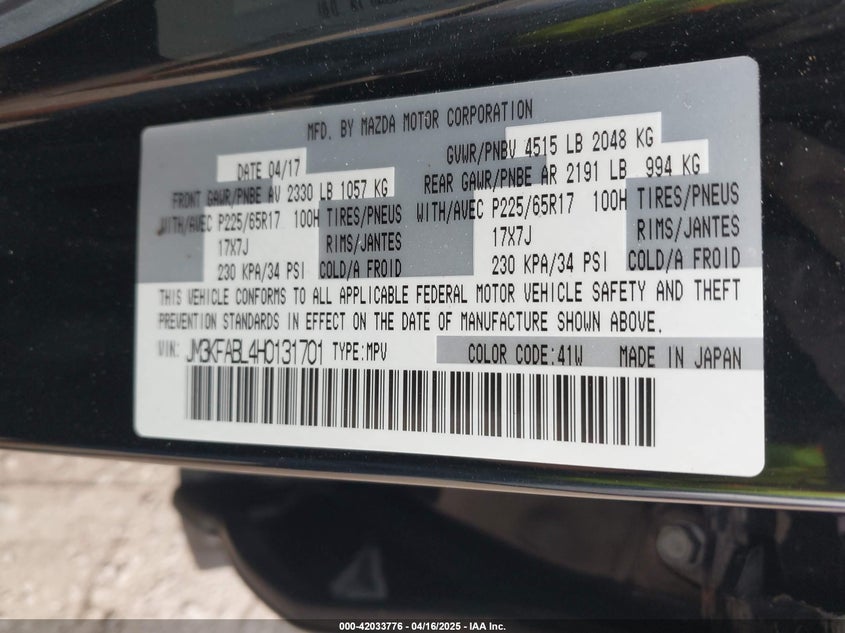 MFD. BY MAZDA MOTOR CORPORATION
DATE 04/17 GVWR/PNBV 4515 LB 2048 KG
FRONT GAWR/PNBE AV 2330 LB 1057 KG REAR GAWR/PNBE AR 2191 LB 994 KG
WITH/AVEC P225/65R17 100H TIRES/PNEUS WITH/AVEC P225/65R17 100H TIRES/PNEUS
17X7J RIMS/JANTES 17X7J RIMS/JANTES
230 KPA/34 PSI COLD/A FROID 230 KPA/34 PSI COLD/A FROID
THIS VEHICLE CONFORMS TO ALL APPLICABLE FEDERAL MOTOR VEHICLE SAFETY AND THEFT
PREVENTION STANDARDS IN EFFECT ON THE DATE OF MANUFACTURE SHOWN ABOVE.
VIN: JM3KFABL4H0131701 TYPE:MPV COLOR CODE:41W MADE IN JAPAN
000-42033776 - 04/16/2025 - IAA Inc.